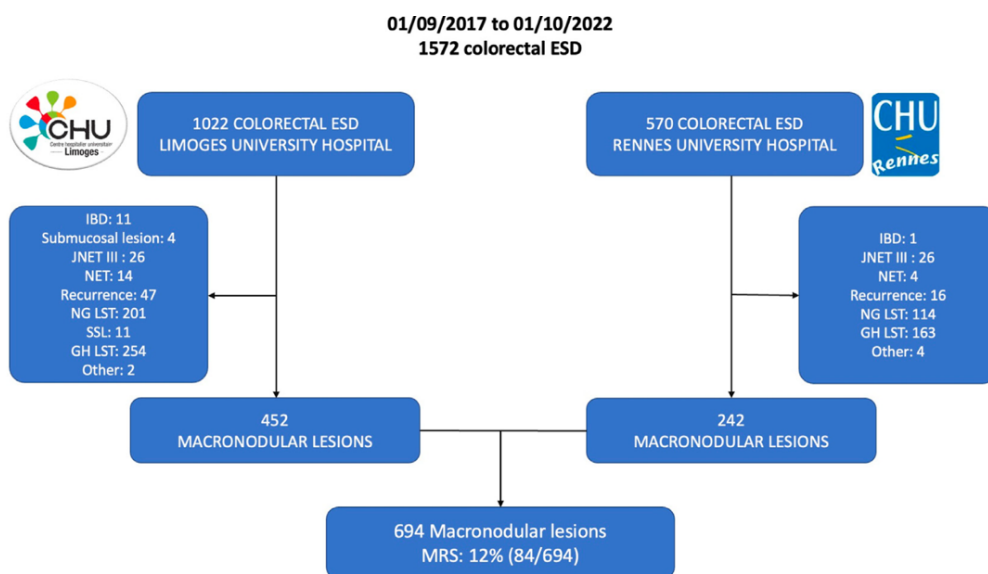 01/09/2017 to 01/10/2022
1572 colorectal ESD
CHU
Centre hospitalier universitaire
Limoges
1022 COLORECTAL ESD
LIMOGES UNIVERSITY HOSPITAL
570 COLORECTAL ESD
RENNES UNIVERSITY HOSPITAL
CHU
Rennes
IBD: 11
Submucosal lesion: 4
JNET III : 26
NET: 14
Recurrence: 47
NG LST: 201
SSL: 11
GH LST: 254
Other: 2
IBD: 1
JNET III : 26
NET: 4
Recurrence: 16
NG LST: 114
GH LST: 163
Other: 4
452
MACRONODULAR LESIONS
242
MACRONODULAR LESIONS
694 Macronodular lesions
MRS: 12% (84/694)